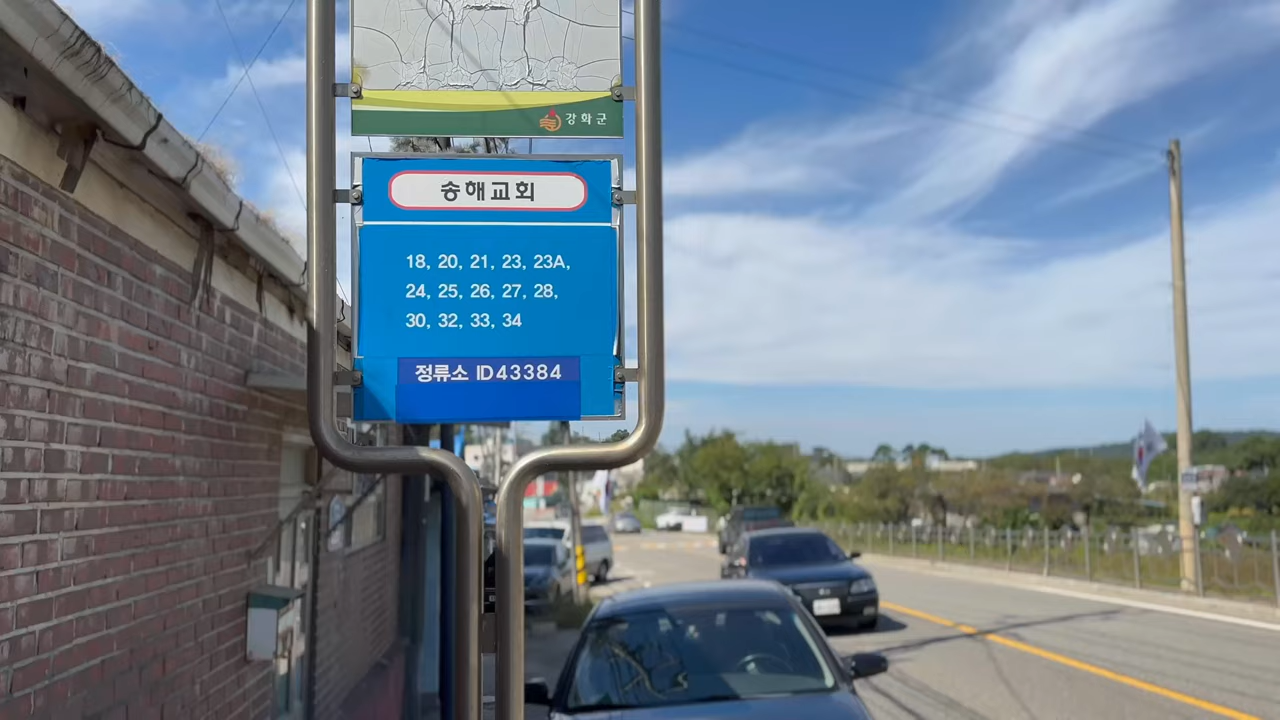 강화군
송해교회
18, 20, 21, 23, 23A,
24, 25, 26, 27, 28,
30, 32, 33, 34
정류소 ID43384